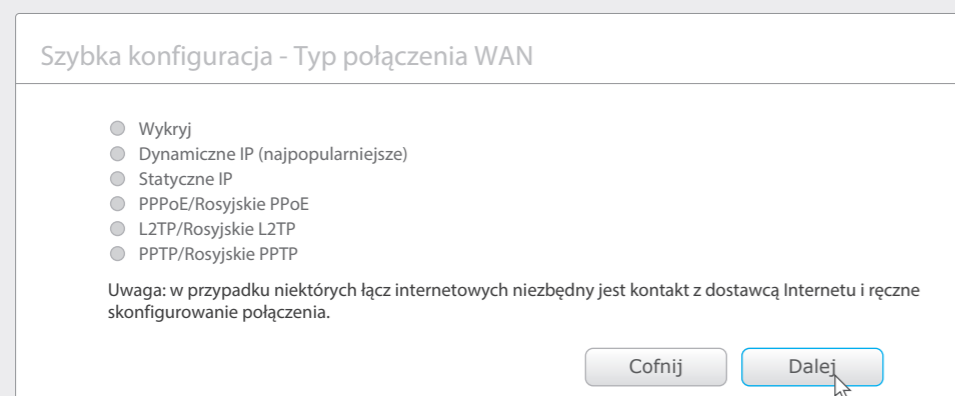 Szybka konfiguracja - Typ połączenia WAN
Wykryj
Dynamiczne IP (najpopularniejsze)
Statyczne IP
PPPoE/Rosyjskie PPoE
L2TP/Rosyjskie L2TP
PPTP/Rosyjskie PPTP
Uwaga: w przypadku niektórych łącz internetowych niezbędny jest kontakt z dostawcą Internetu i ręczne
skonfigurowanie połączenia.
Cofnij Dalej